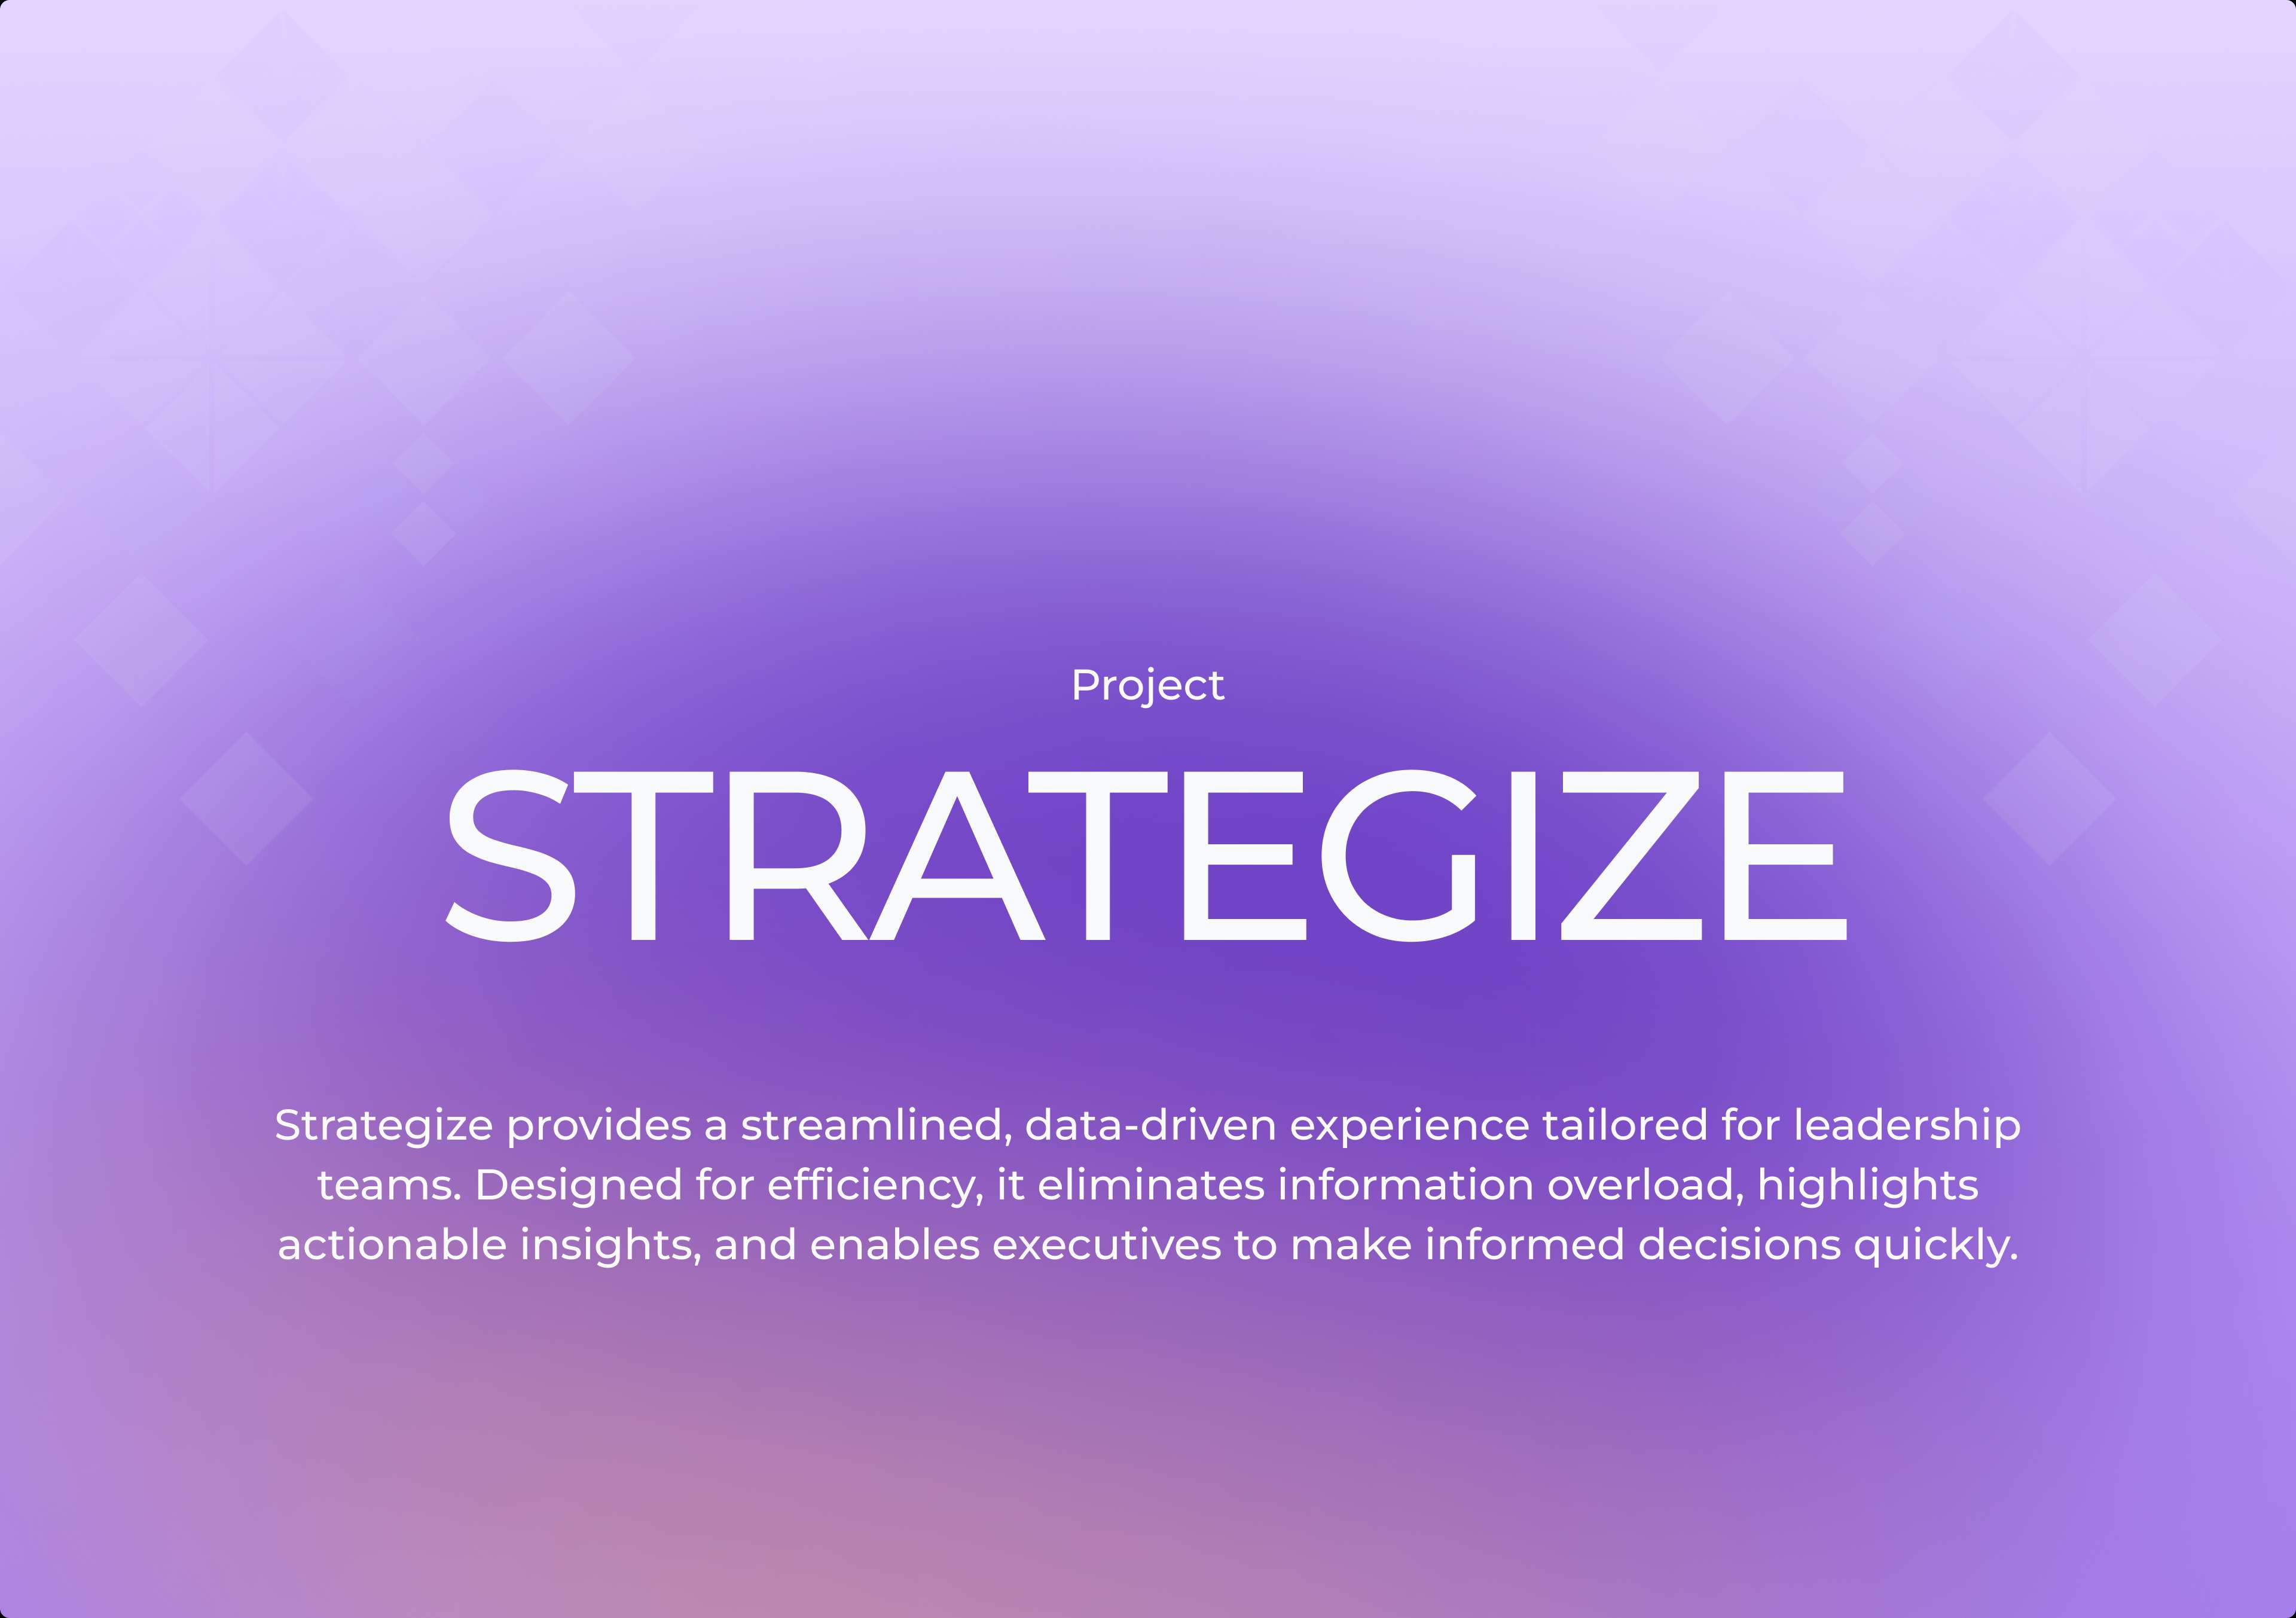 Project
STRATEGIZE
Strategize provides a streamlined, data-driven experience tailored for leadership
teams. Designed for efficiency, it eliminates information overload, highlights
actionable insights, and enables executives to make informed decisions quickly.